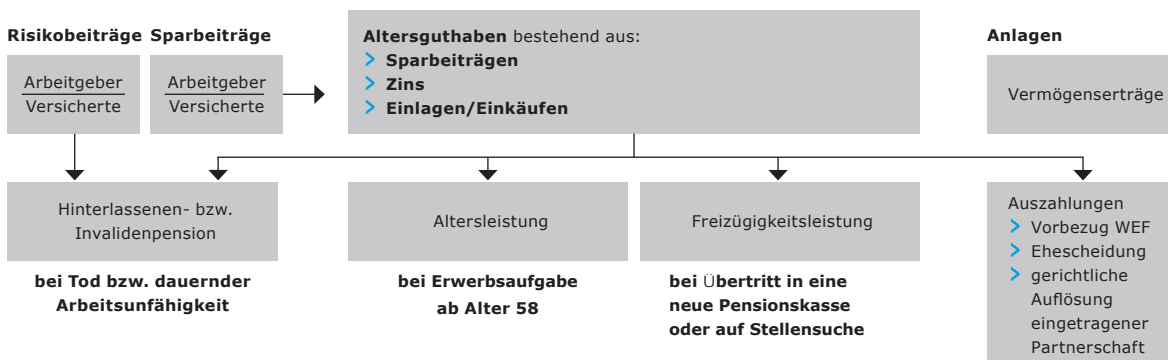 Risikobeiträge
Arbeitgeber
Versicherte
Sparbeiträge
Arbeitgeber
Versicherte
Altersguthaben bestehend aus:
> Sparbeiträgen
> Zins
> Einlagen/Einkäufen
Anlagen
Vermögenserträge
Hinterlassenen- bzw.
Invalidenpension
bei Tod bzw. dauernder
Arbeitsunfähigkeit
Altersleistung
bei Erwerbsaufgabe
ab Alter 58
Freizügigkeitsleistung
bei Übertritt in eine
neue Pensionskasse
oder auf Stellensuche
Auszahlungen
> Vorbezug WEF
> Ehescheidung
> gerichtliche
Auflösung
eingetragener
Partnerschaft